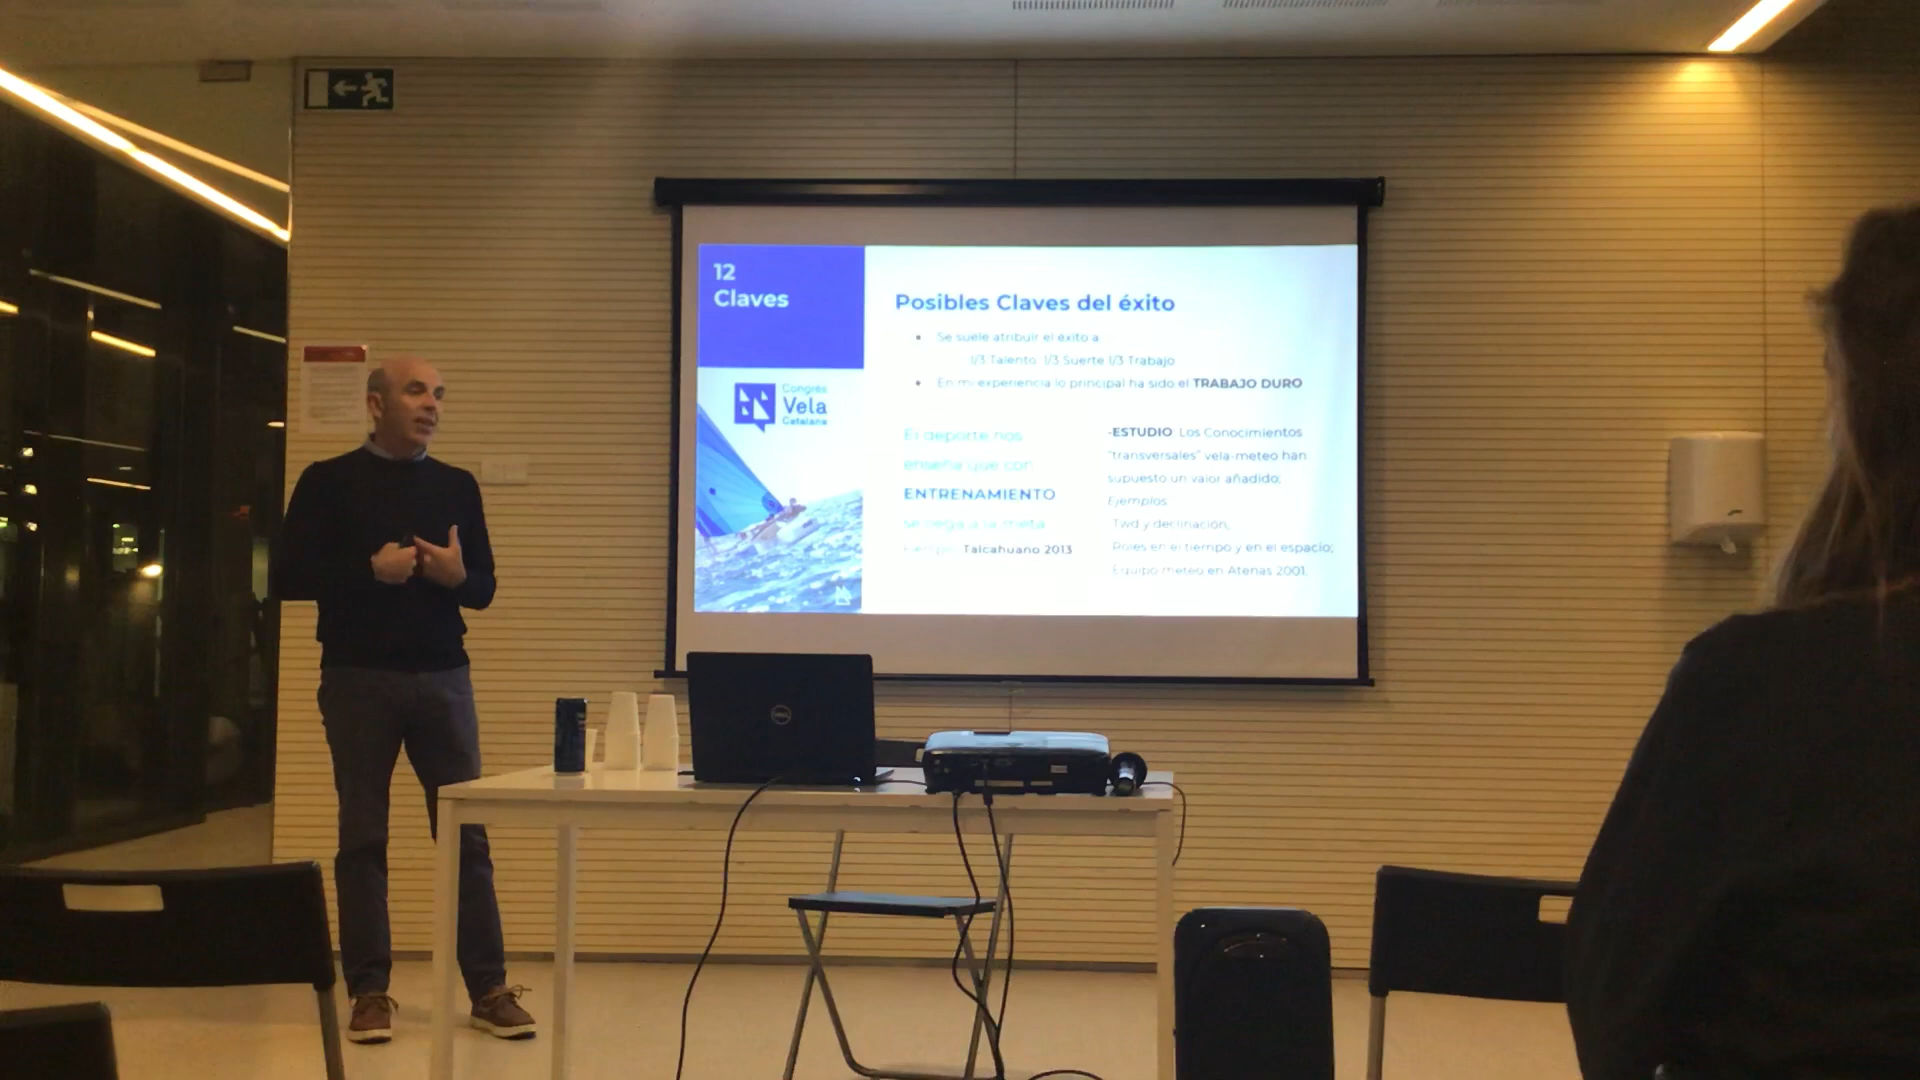 12
Claves
Congrés
Vela
Catalana
Posibles Claves del éxito
Se suele atribuir el éxito a
1/3 Talento 1/3 Suerte 1/3 Trabajo
En mi experiencia lo principal ha sido el TRABAJO DURO
El deporte nos
enseña que con
ENTRENAMIENTO
se llega a la meta
Ejemplo Talcahuano 2013
-ESTUDIO: Los Conocimientos
"transversales" vela-meteo han
supuesto un valor añadido;
Ejemplos
Twd y declinación;
Roles en el tiempo y en el espacio;
Equipo meteo en Atenas 2001.
DELL